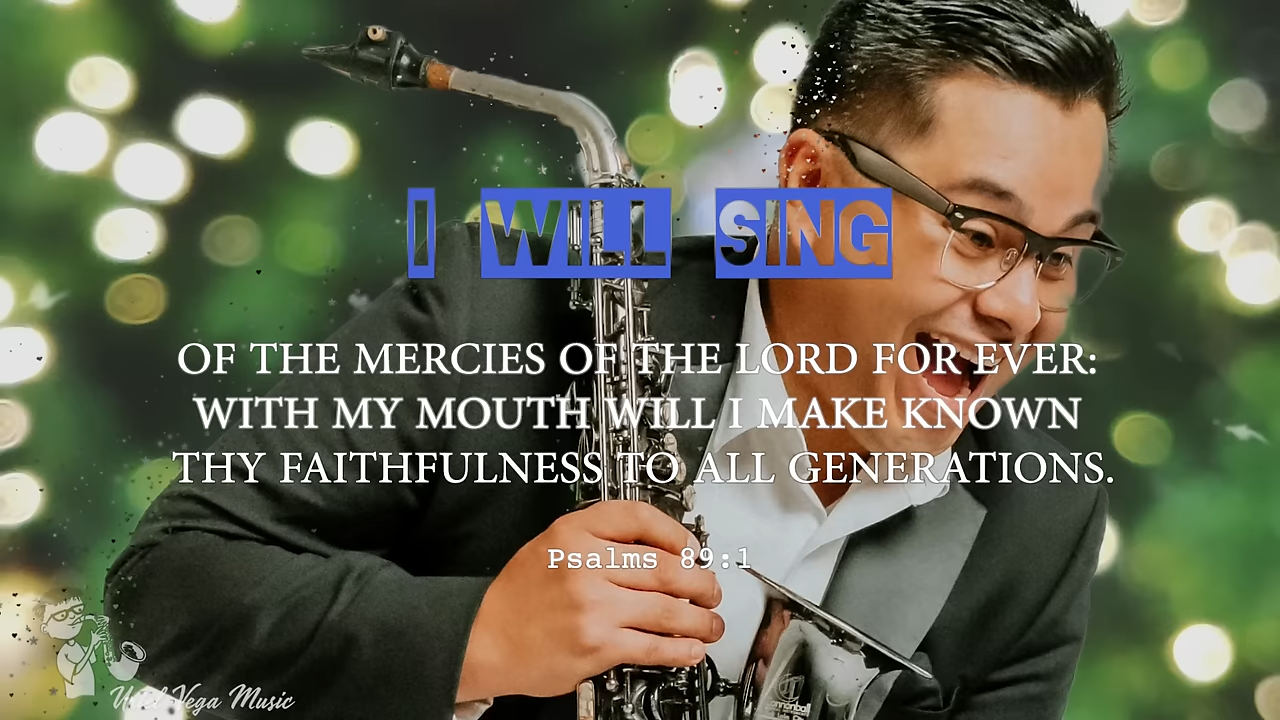 I WILL SING
OF THE MERCIES OF THE LORD FOR EVER:
WITH MY MOUTH WILL I MAKE KNOWN
THY FAITHFULNESS TO ALL GENERATIONS.
Psalms 89:1
Uriel Vega Music